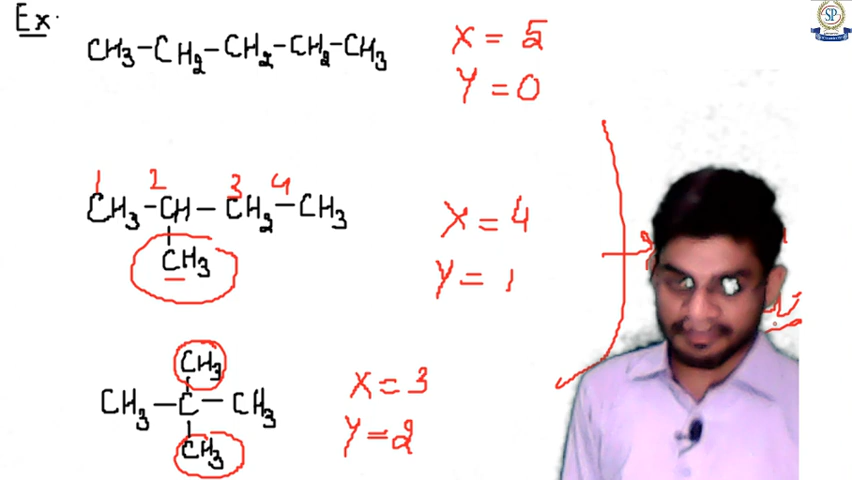 Ex.
CH3-CH2-CH2-CH2-CH3
X = 5
Y = 0
1 2 3 4
CH3-CH-CH2-CH3
CH3
X = 4
Y = 1
CH3
CH3-C-CH3
CH3
X = 3
Y = 2
SP